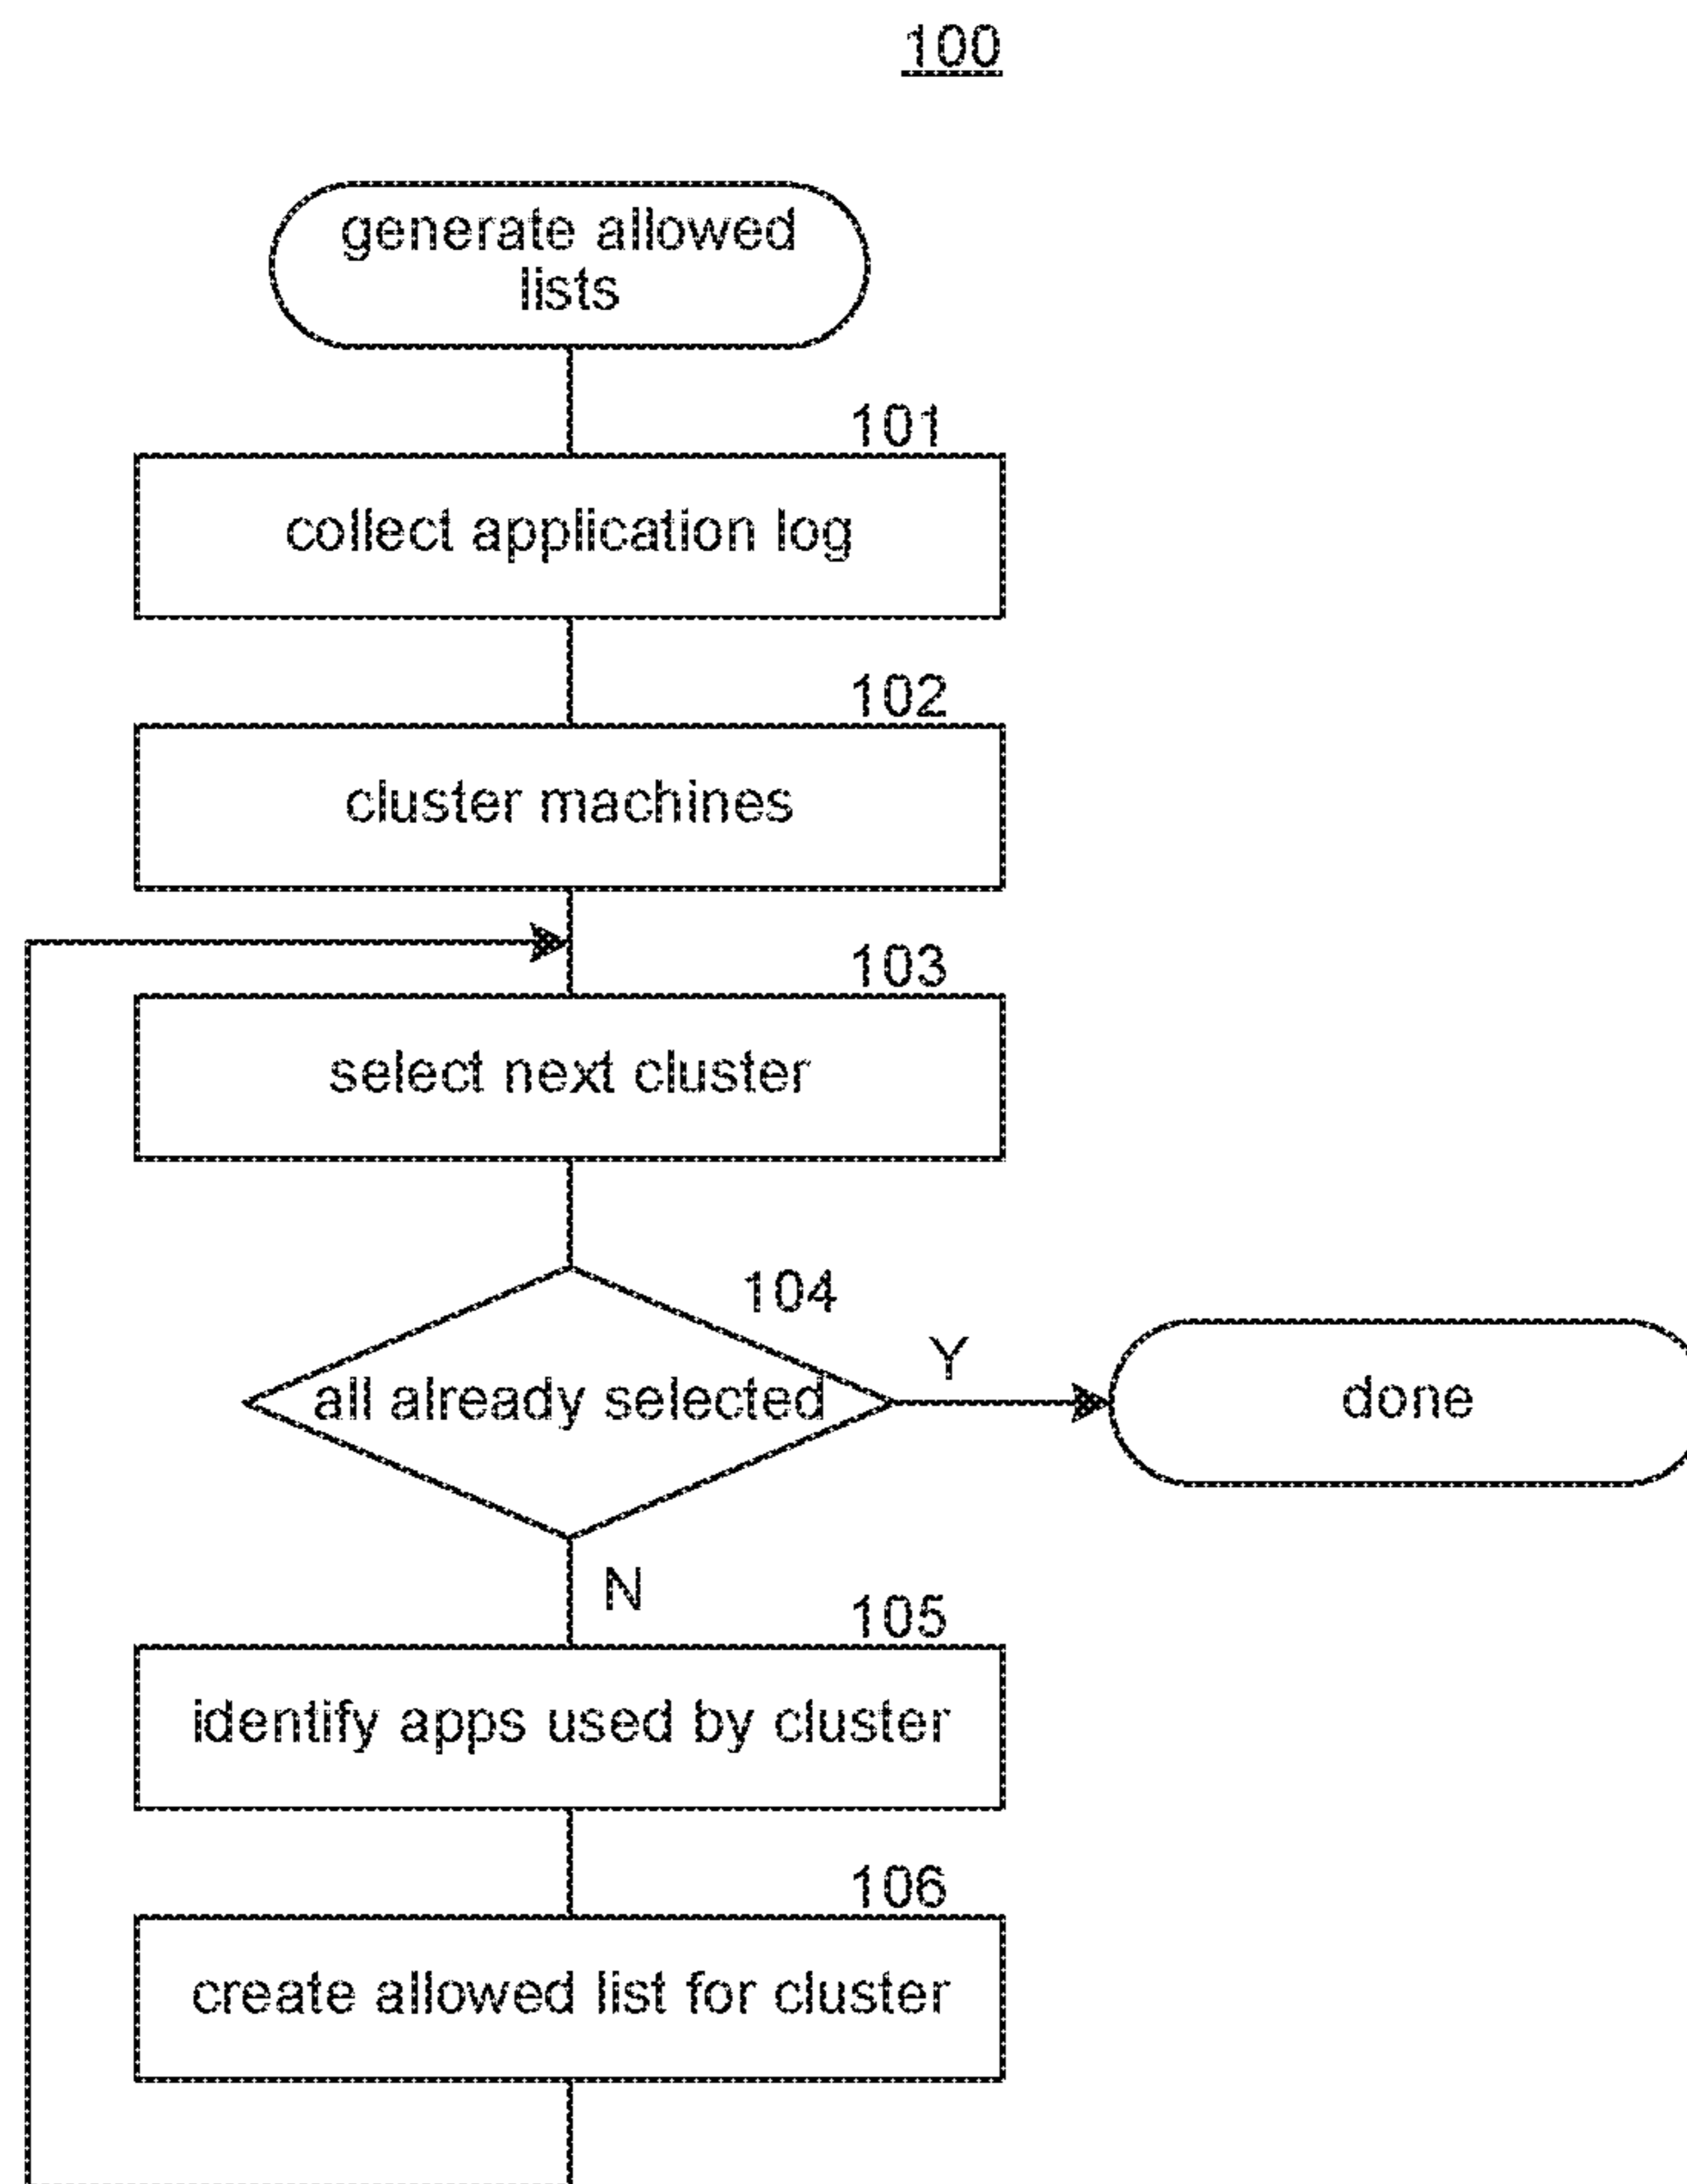 100
generate allowed
lists
101
collect application log
102
cluster machines
103
select next cluster
104
all already selected
Y
done
N
105
identify apps used by cluster
106
create allowed list for cluster